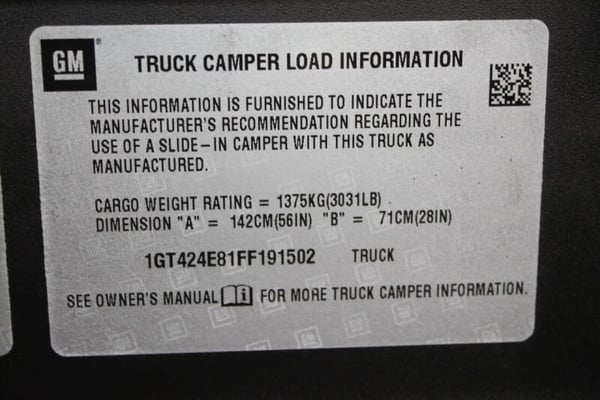 GM
TRUCK CAMPER LOAD INFORMATION
THIS INFORMATION IS FURNISHED TO INDICATE THE
MANUFACTURER'S RECOMMENDATION REGARDING THE
USE OF A SLIDE-IN CAMPER WITH THIS TRUCK AS
MANUFACTURED.
CARGO WEIGHT RATING = 1375KG(3031LB)
DIMENSION "A" = 142CM(56IN) "B" = 71CM(28IN)
1GT424E81FF191502 TRUCK
SEE OWNER'S MANUAL i FOR MORE TRUCK CAMPER INFORMATION.